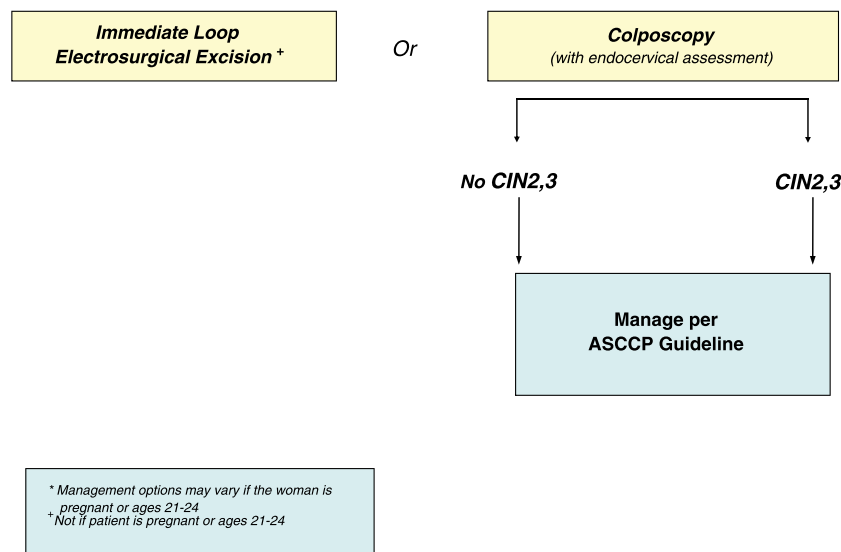 Immediate Loop
Electrosurgical Excision +
Or
Colposcopy
(with endocervical assessment)
No CIN2,3
CIN2,3
Manage per
ASCCP Guideline
* Management options may vary if the woman is
pregnant or ages 21-24
+Not if patient is pregnant or ages 21-24